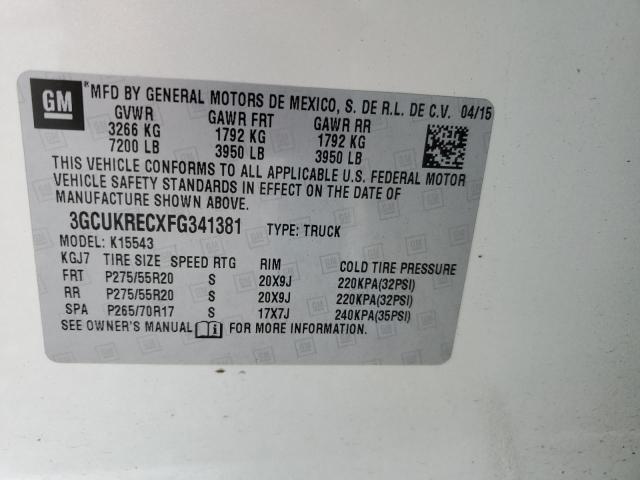 GM ® MFD BY GENERAL MOTORS DE MEXICO, S. DE R.L. DE C.V. 04/15
GVWR GAWR FRT GAWR RR
3266 KG 1792 KG 1792 KG
7200 LB 3950 LB 3950 LB
THIS VEHICLE CONFORMS TO ALL APPLICABLE U.S. FEDERAL MOTOR
VEHICLE SAFETY STANDARDS IN EFFECT ON THE DATE OF
MANUFACTURE SHOWN ABOVE.
3GCUKRECXFG341381 TYPE: TRUCK
MODEL: K15543
KGJ7 TIRE SIZE SPEED RTG RIM COLD TIRE PRESSURE
FRT P275/55R20 S 20X9J 220KPA(32PSI)
RR P275/55R20 S 20X9J 220KPA(32PSI)
SPA P265/70R17 S 17X7J 240KPA(35PSI)
SEE OWNER'S MANUAL FOR MORE INFORMATION.